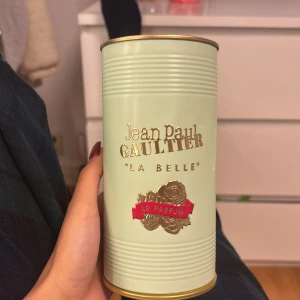 Jean Paul
GAULTIER
"LA BELLE"
LE PARFUM